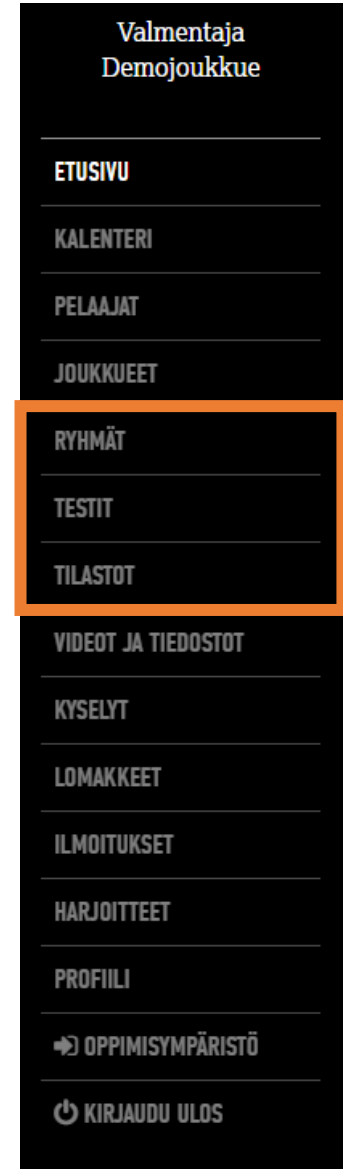 Valmentaja
Demojoukkue
ETUSIVU
KALENTERI
PELAAJAT
JOUKKUEET
RYHMÄT
TESTIT
TILASTOT
VIDEOT JA TIEDOSTOT
KYSELYT
LOMAKKEET
ILMOITUKSET
HARJOITTEET
PROFIILI
OPPIMISYMPÄRISTÖ
KIRJAUDU ULOS